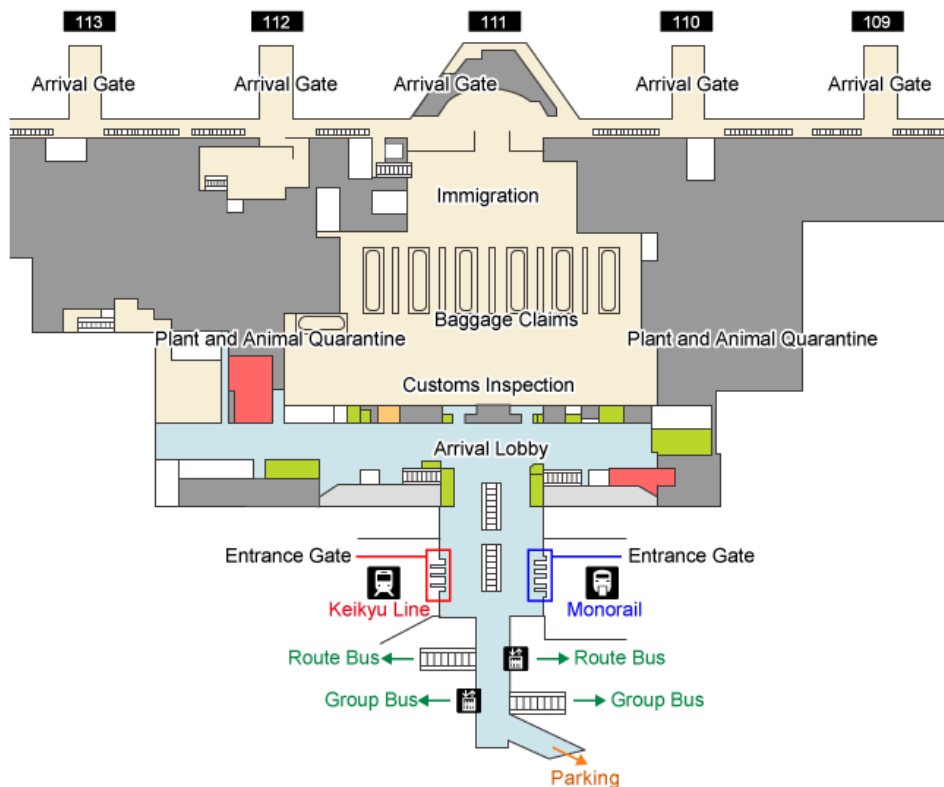 113
112
111
110
109
Arrival Gate
Arrival Gate
Arrival Gate
Arrival Gate
Arrival Gate
Immigration
Baggage Claims
Plant and Animal Quarantine
Plant and Animal Quarantine
Customs Inspection
Arrival Lobby
Entrance Gate
Entrance Gate
Keikyu Line
Monorail
Route Bus
Route Bus
Group Bus
Group Bus
Parking